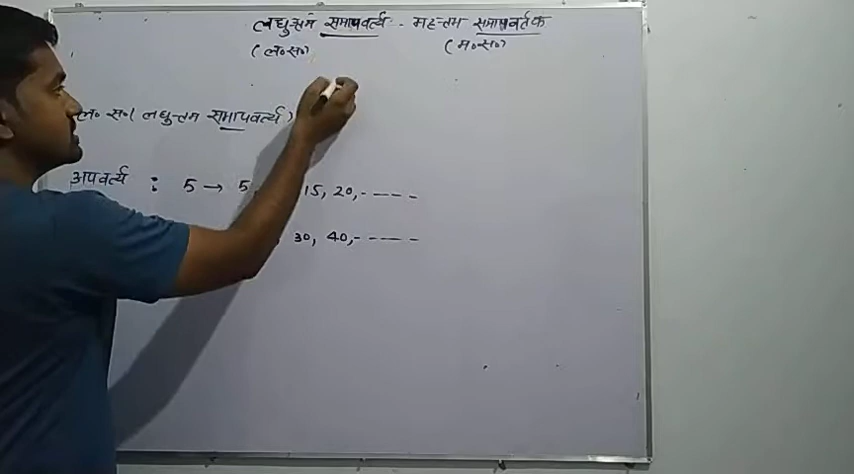 लघुत्तम समापवर्त्य - महत्तम समापवर्तक
(ल०स०) (म०स०)
ल० स०( लघुत्तम समापवर्त्य )
अपवर्त्य : 5 → 5, 15, 20,- - - - -
30, 40,- - - - -